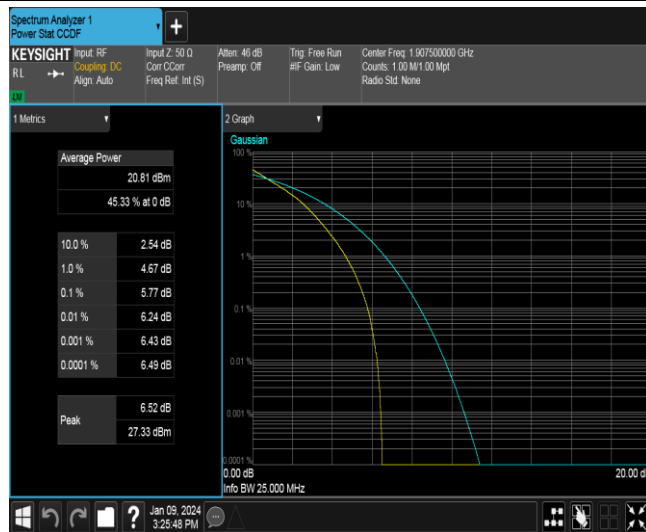 Spectrum Analyzer 1
Power Stat CCDF
+
KEYSIGHT
RL
LXI
Input: RF
Coupling: DC
Align: Auto
Input Z: 50 Ω
Corr CCorr
Freq Ref: Int (S)
Atten: 46 dB
Preamp: Off
Trig: Free Run
#IF Gain: Low
Center Freq: 1.907500000 GHz
Counts: 1.00 M/1.00 Mpt
Radio Std: None
1 Metrics
Average Power
20.81 dBm
45.33 % at 0 dB
10.0 % 2.54 dB
1.0 % 4.67 dB
0.1 % 5.77 dB
0.01 % 6.24 dB
0.001 % 6.43 dB
0.0001 % 6.49 dB
Peak
6.52 dB
27.33 dBm
2 Graph
Gaussian
100 %
10 %
1 %
0.1 %
0.01 %
0.001 %
0.0001 %
0.00 dB
20.00 d
Info BW 25.000 MHz
?
Jan 09, 2024
3:25:48 PM